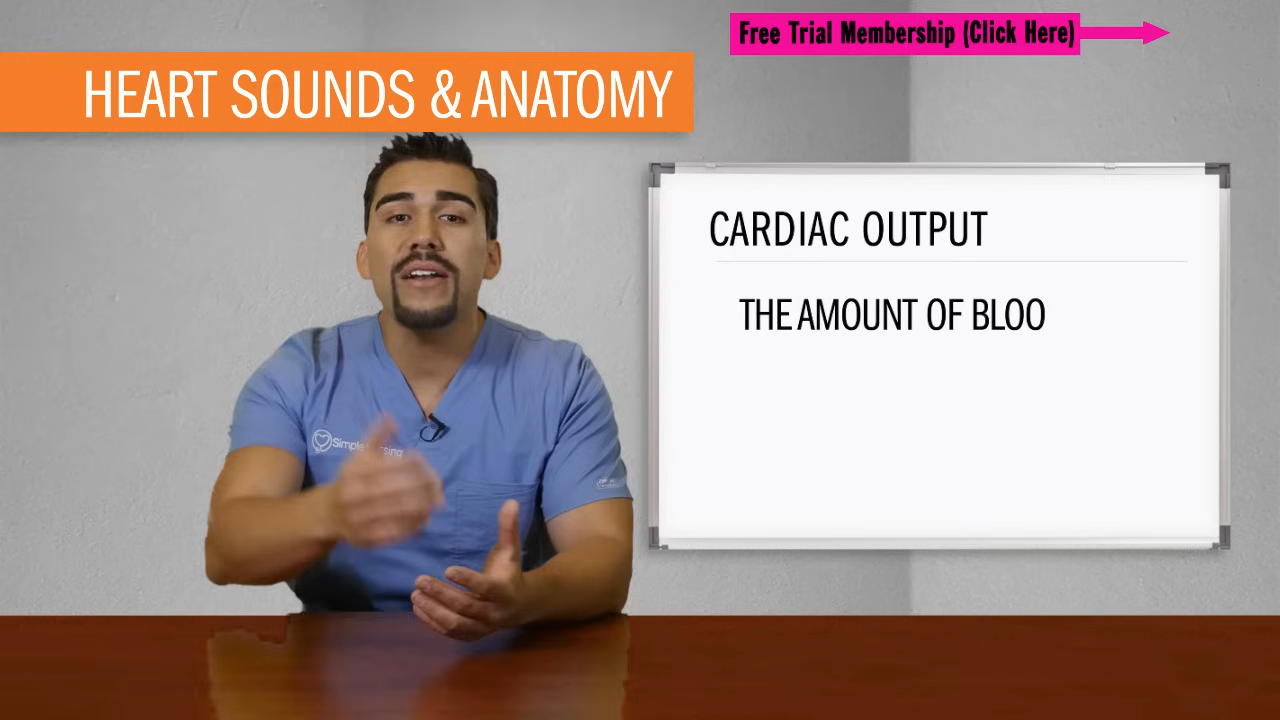 Free Trial Membership (Click Here)
HEART SOUNDS & ANATOMY
CARDIAC OUTPUT
THE AMOUNT OF BLOO